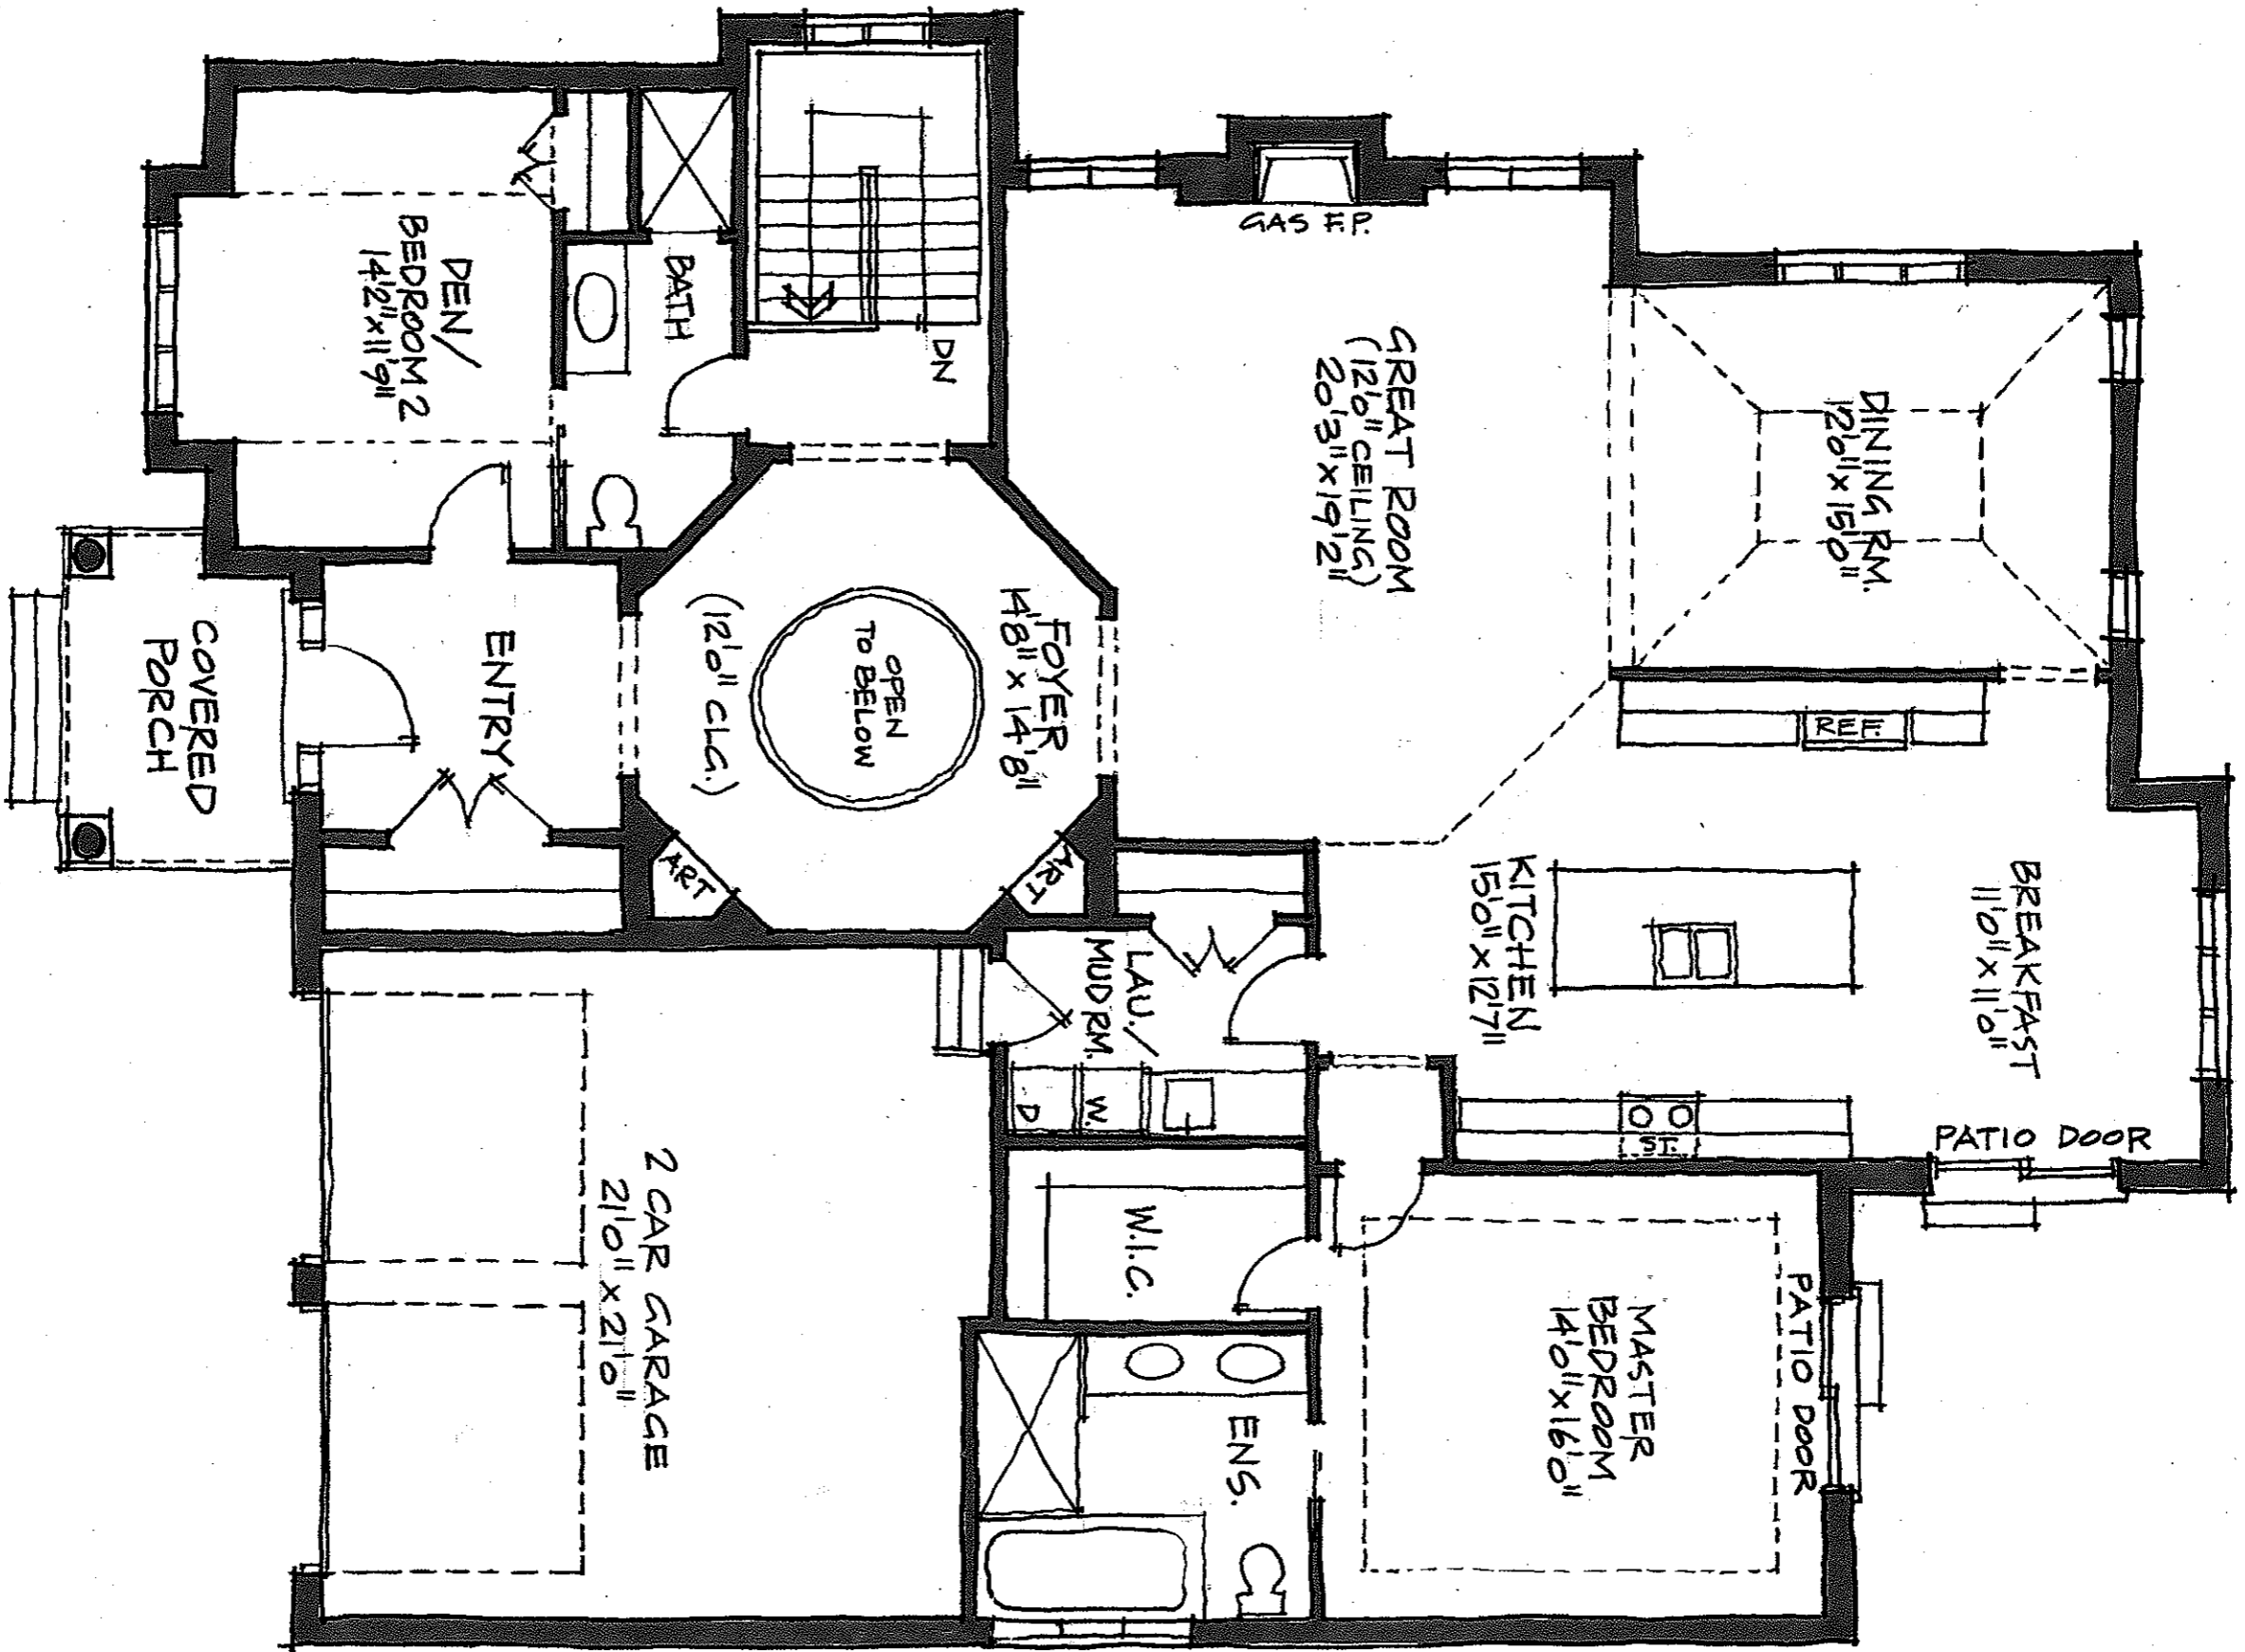 GAS F.P.
DINING RM.
12'0" x 15'0"
GREAT ROOM
(12'0" CEILING)
20'3" x 19'2"
DN
BATH
DEN/
BEDROOM 2
14'2" x 11'9"
REF.
BREAKFAST
11'0" x 11'0"
KITCHEN
15'0" x 12'7"
FOYER
14'8" x 14'8"
OPEN
TO BELOW
(12'0" CLG.)
ENTRY
COVERED
PORCH
ART
ART
LAU./
MUD RM.
W.
D
ST.
PATIO DOOR
PATIO DOOR
MASTER
BEDROOM
14'0" x 16'0"
W.I.C.
ENS.
2 CAR GARAGE
21'0" x 21'0"